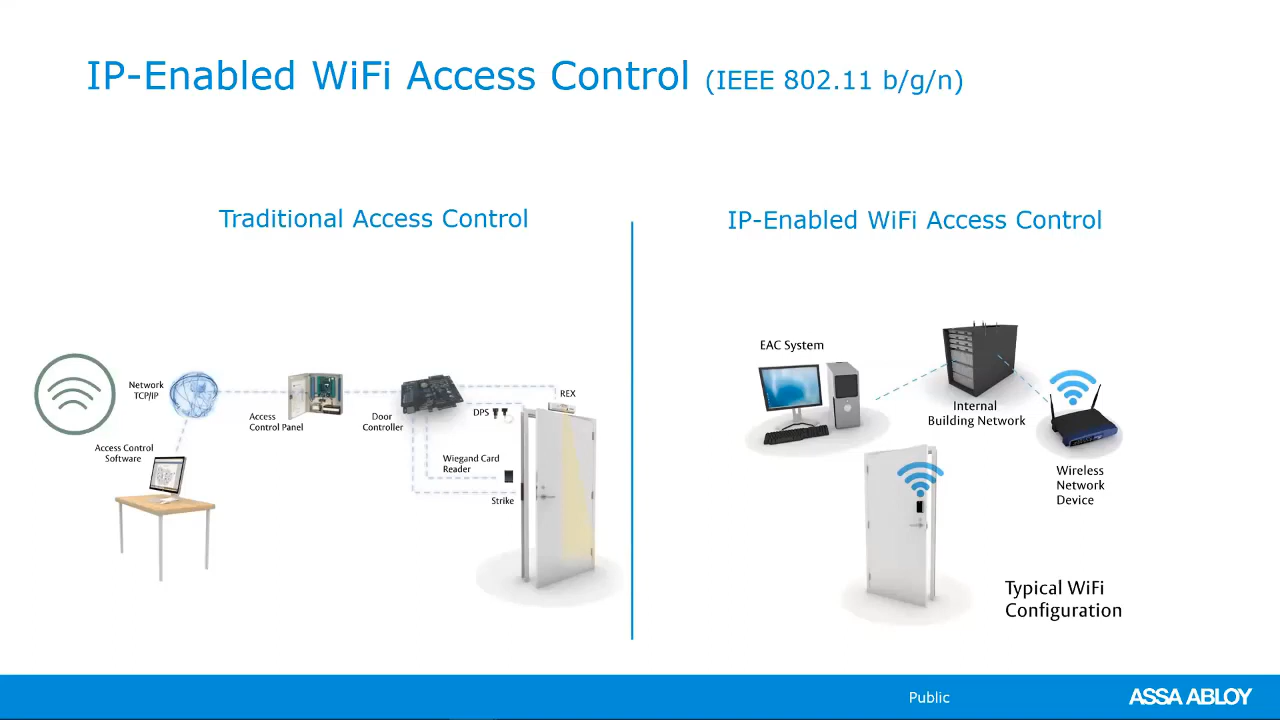 IP-Enabled WiFi Access Control (IEEE 802.11 b/g/n)
Traditional Access Control
Network
TCP/IP
Access Control
Software
Access
Control Panel
Door
Controller
REX
DPS
Wiegand Card
Reader
Strike
IP-Enabled WiFi Access Control
EAC System
Internal
Building Network
Wireless
Network
Device
Typical WiFi
Configuration
Public
ASSA ABLOY